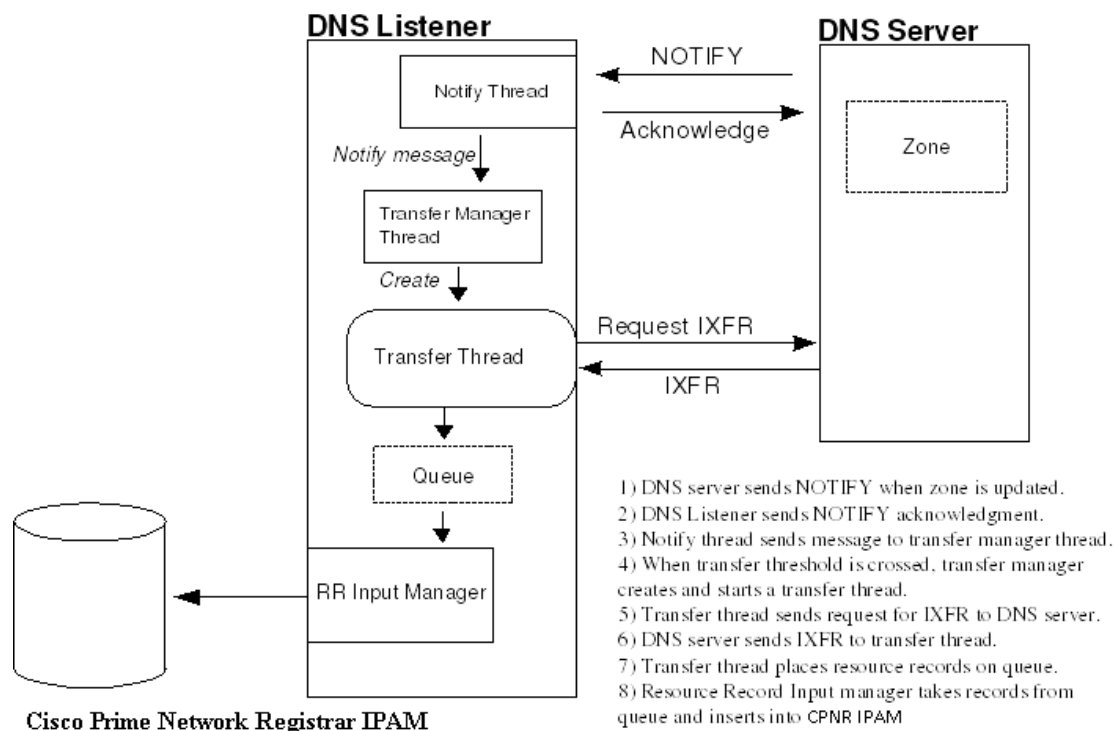 DNS Listener
DNS Server
NOTIFY
Notify Thread
Acknowledge
Zone
Notify message
Transfer Manager
Thread
Create
Request IXFR
Transfer Thread
IXFR
Queue
RR Input Manager
1) DNS server sends NOTIFY when zone is updated.
2) DNS Listener sends NOTIFY acknowledgment.
3) Notify thread sends message to transfer manager thread.
4) When transfer threshold is crossed, transfer manager
creates and starts a transfer thread.
5) Transfer thread sends request for IXFR to DNS server.
6) DNS server sends IXFR to transfer thread.
7) Transfer thread places resource records on queue.
8) Resource Record Input manager takes records from
queue and inserts into CPNR IPAM
Cisco Prime Network Registrar IPAM